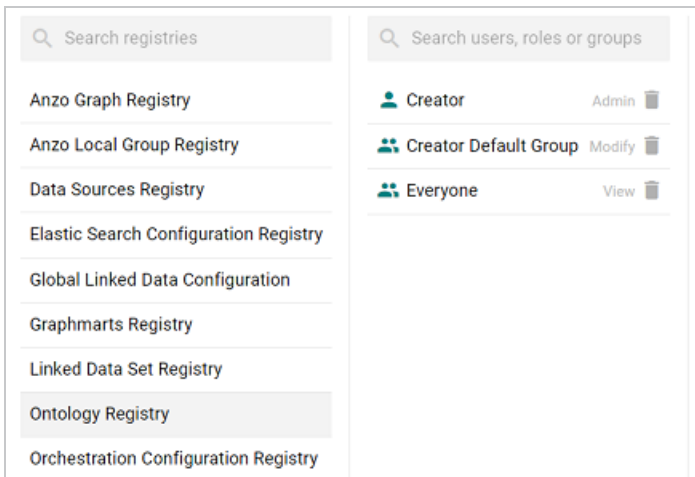 Search registries
Anzo Graph Registry
Anzo Local Group Registry
Data Sources Registry
Elastic Search Configuration Registry
Global Linked Data Configuration
Graphmarts Registry
Linked Data Set Registry
Ontology Registry
Orchestration Configuration Registry
Search users, roles or groups
Creator Admin
Creator Default Group Modify
Everyone View